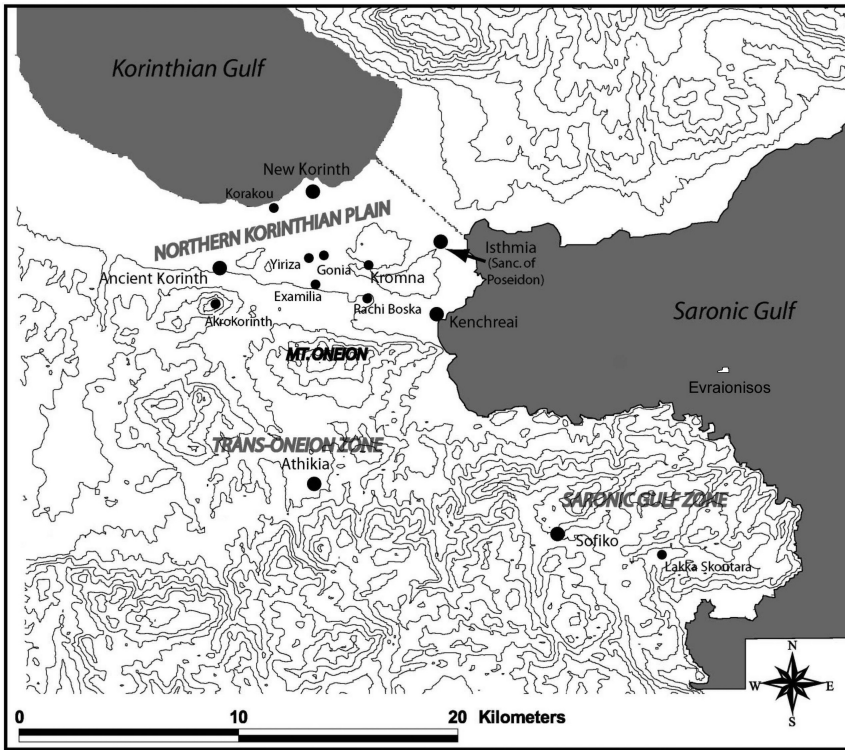 Korinthian Gulf
New Korinth
Korakou
NORTHERN KORINTHIAN PLAIN
Isthmia
(Sanc. of
Poseidon)
Yiriza
Gonia
Kromna
Ancient Korinth
Examilia
Rachi Boska
Akrokorinth
Kenchreai
Saronic Gulf
MT. ONEION
Evraionisos
TRANS-ONEION ZONE
Athikia
SARONIC GULF ZONE
Sofiko
Lakka Skoutara
N
W
E
S
0 10 20 Kilometers